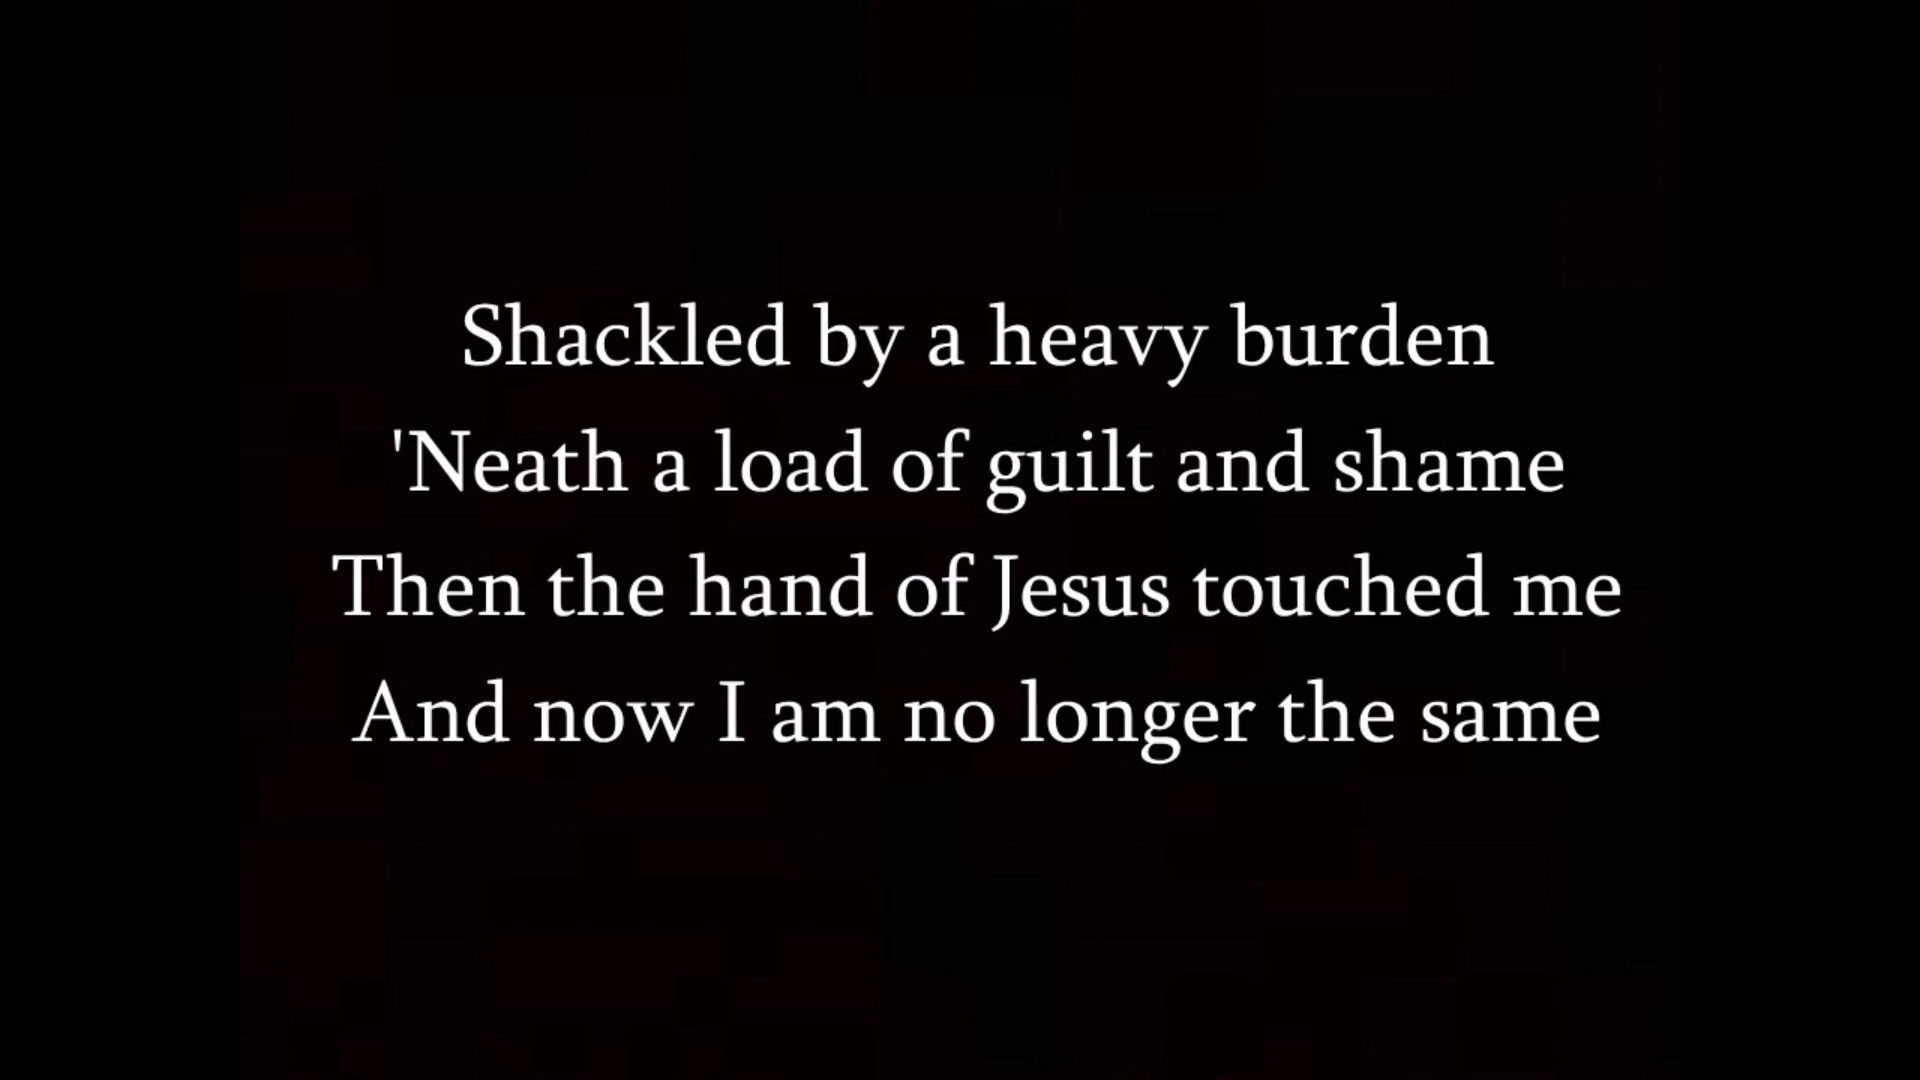 Shackled by a heavy burden
'Neath a load of guilt and shame
Then the hand of Jesus touched me
And now I am no longer the same